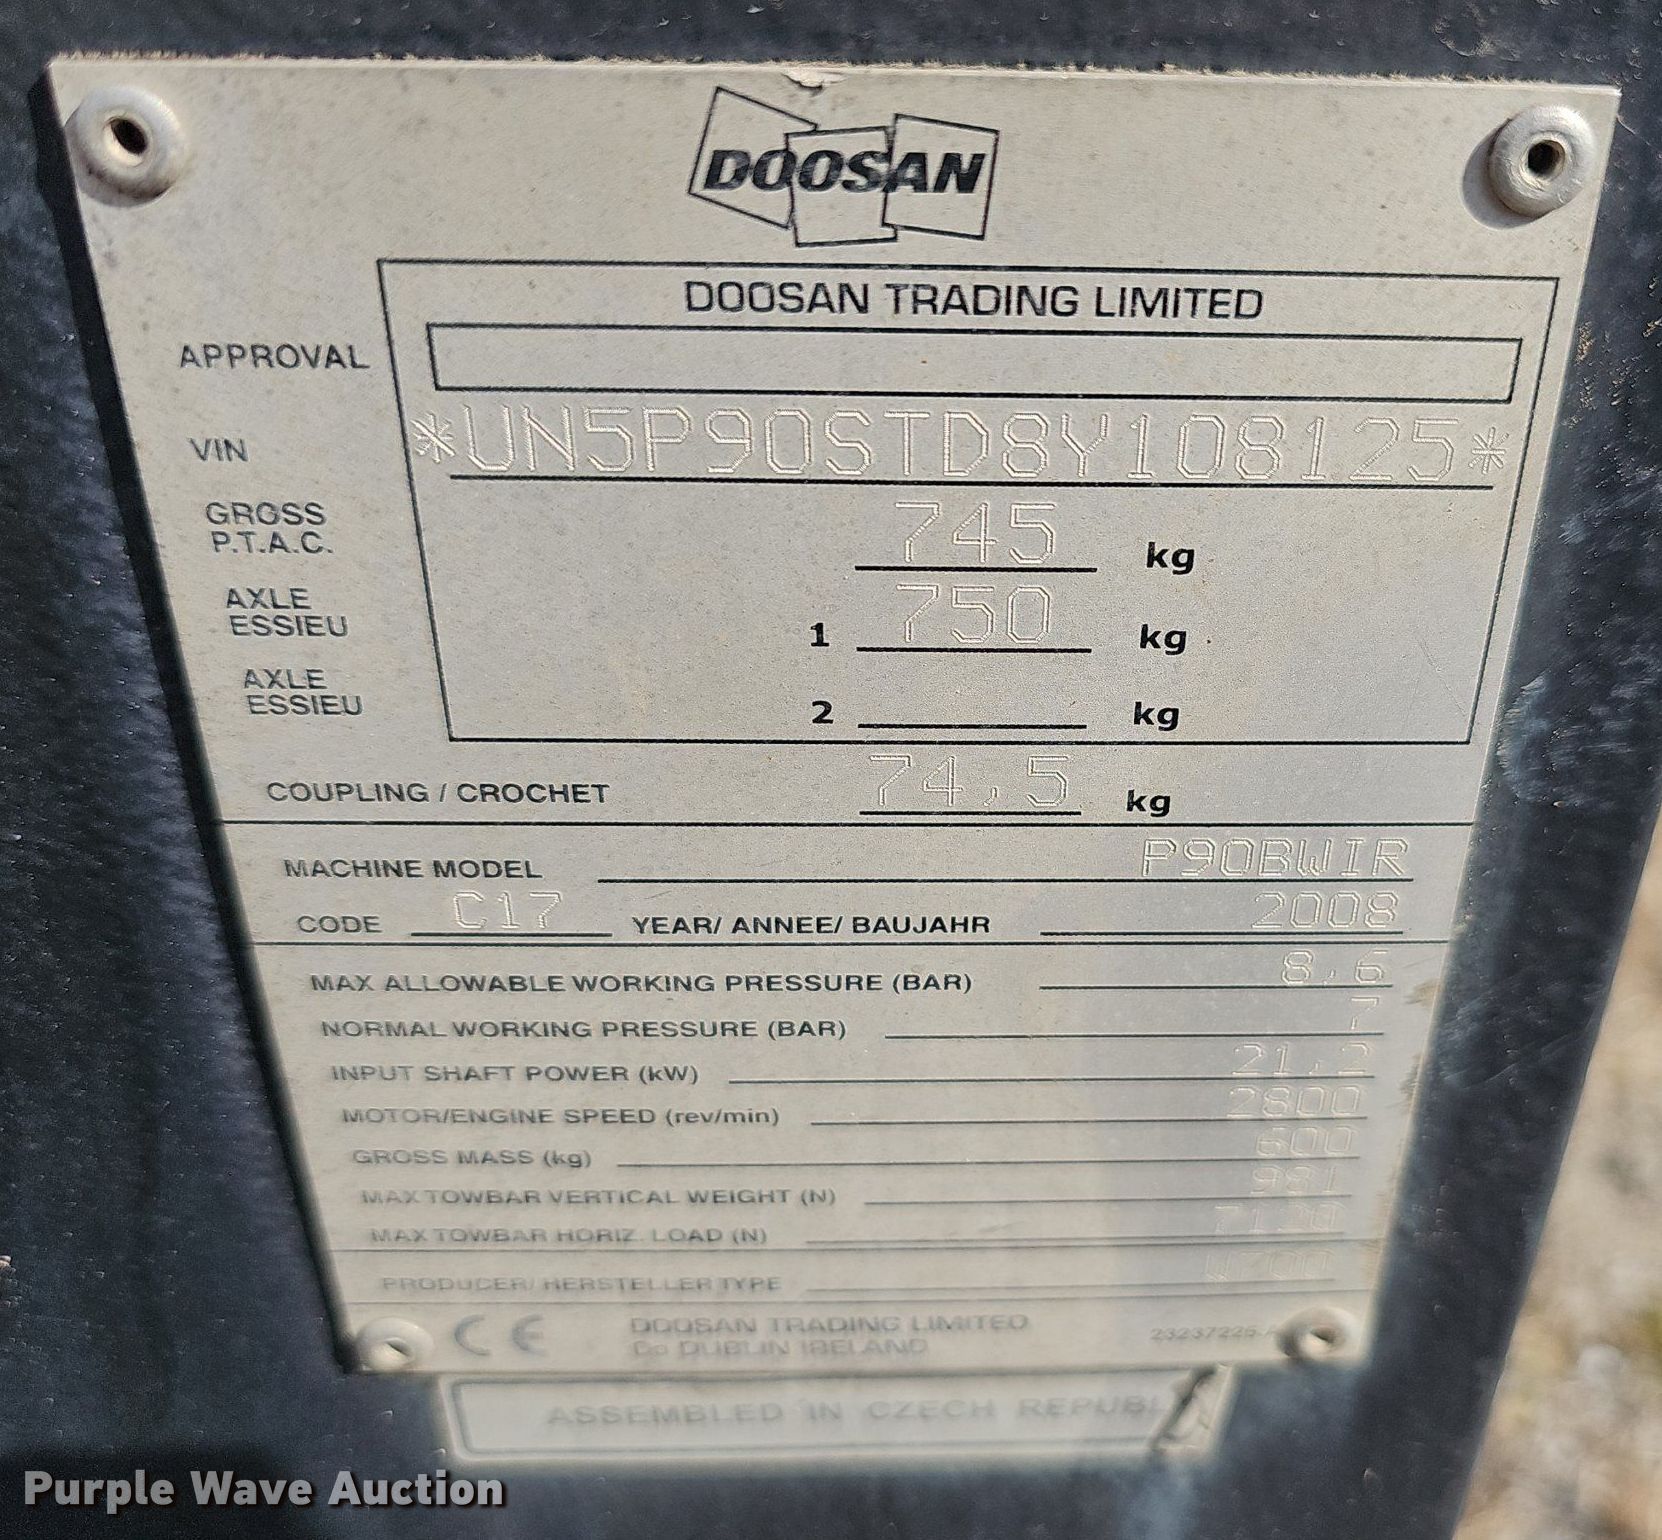 DOOSAN
DOOSAN TRADING LIMITED
APPROVAL
VIN *UN5P90STD8Y108125*
GROSS 745 kg
P.T.A.C.
AXLE 1 750 kg
ESSIEU
AXLE 2 kg
ESSIEU
COUPLING / CROCHET 74,5 kg
MACHINE MODEL P90BWIR
CODE C17 YEAR/ ANNEE/ BAUJAHR 2008
MAX ALLOWABLE WORKING PRESSURE (BAR) 8,6
NORMAL WORKING PRESSURE (BAR) 7
INPUT SHAFT POWER (kW) 21,2
MOTOR/ENGINE SPEED (rev/min) 2800
GROSS MASS (kg) 600
MAX TOWBAR VERTICAL WEIGHT (N) 981
MAX TOWBAR HORIZ. LOAD (N) 7120
PRODUCER/ HERSTELLER TYPE
CE DOOSAN TRADING LIMITED
Co DUBLIN IRELAND
ASSEMBLED IN CZECH REPUBL
Purple Wave Auction